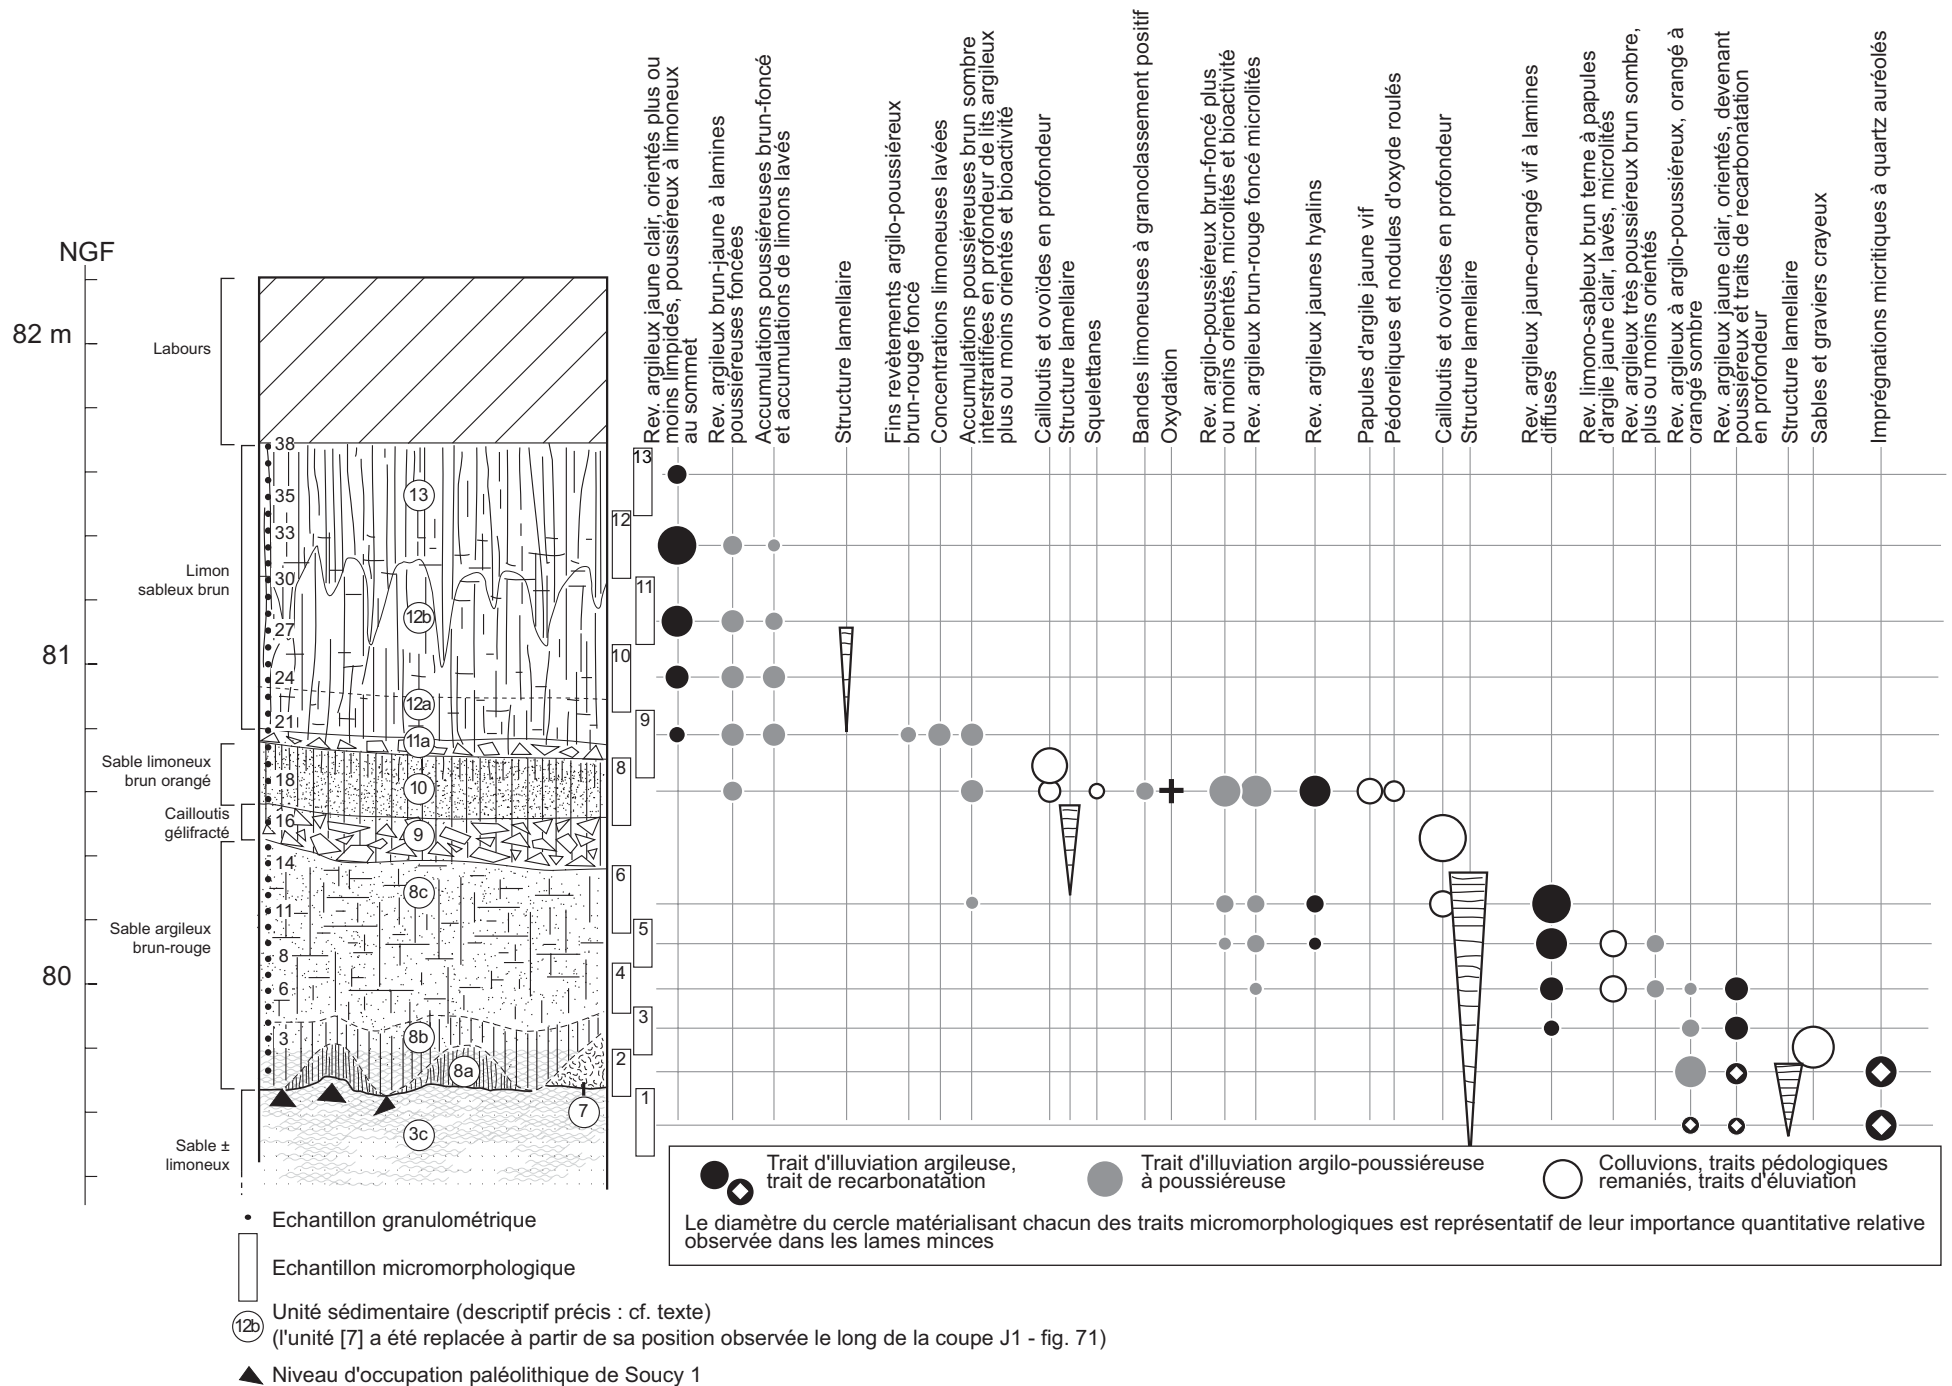 Rev. argileux jaune clair, orientés plus ou
moins limpides, poussiéreux à limoneux
au sommet
Rev. argileux brun-jaune à lamines
poussiéreuses foncées
Accumulations poussiéreuses brun-foncé
et accumulations de limons lavés
Structure lamellaire
Fins revêtements argilo-poussiéreux
brun-rouge foncé
Concentrations limoneuses lavées
Accumulations poussiéreuses brun sombre
interstratifiées en profondeur de lits argileux
plus ou moins orientés et bioactivité
Cailloutis et ovoïdes en profondeur
Structure lamellaire
Squelettanes
Bandes limoneuses à granoclassement positif
Oxydation
Rev. argilo-poussiéreux brun-foncé plus
ou moins orientés, microlités et bioactivité
Rev. argileux brun-rouge foncé microlités
Rev. argileux jaunes hyalins
Papules d'argile jaune vif
Pédoreliques et nodules d'oxyde roulés
Cailloutis et ovoïdes en profondeur
Structure lamellaire
Rev. argileux jaune-orangé vif à lamines
diffuses
Rev. limono-sableux brun terne à papules
d'argile jaune clair, lavés, microlités
Rev. argileux très poussiéreux brun sombre,
plus ou moins orientés
Rev. argileux à argilo-poussiéreux, orangé à
orangé sombre
Rev. argileux jaune clair, orientés, devenant
poussiéreux et traits de recarbonatation
en profondeur
Structure lamellaire
Sables et graviers crayeux
Imprégnations micritiques à quartz auréolés
NGF
82 m
81
80
Labours
Limon
sableux brun
Sable limoneux
brun orangé
Cailloutis
gélifracté
Sable argileux
brun-rouge
Sable ±
limoneux
38
35
33
30
27
24
21
18
16
14
11
8
6
3
13
12b
12a
11a
10
9
8c
8b
8a
7
3c
13
12
11
10
9
8
6
5
4
3
2
1
Trait d'illuviation argileuse,
trait de recarbonatation
Trait d'illuviation argilo-poussiéreuse
à poussiéreuse
Colluvions, traits pédologiques
remaniés, traits d'éluviation
Le diamètre du cercle matérialisant chacun des traits micromorphologiques est représentatif de leur importance quantitative relative
observée dans les lames minces
Echantillon granulométrique
Echantillon micromorphologique
12b
Unité sédimentaire (descriptif précis : cf. texte)
(l'unité [7] a été replacée à partir de sa position observée le long de la coupe J1 - fig. 71)
Niveau d'occupation paléolithique de Soucy 1